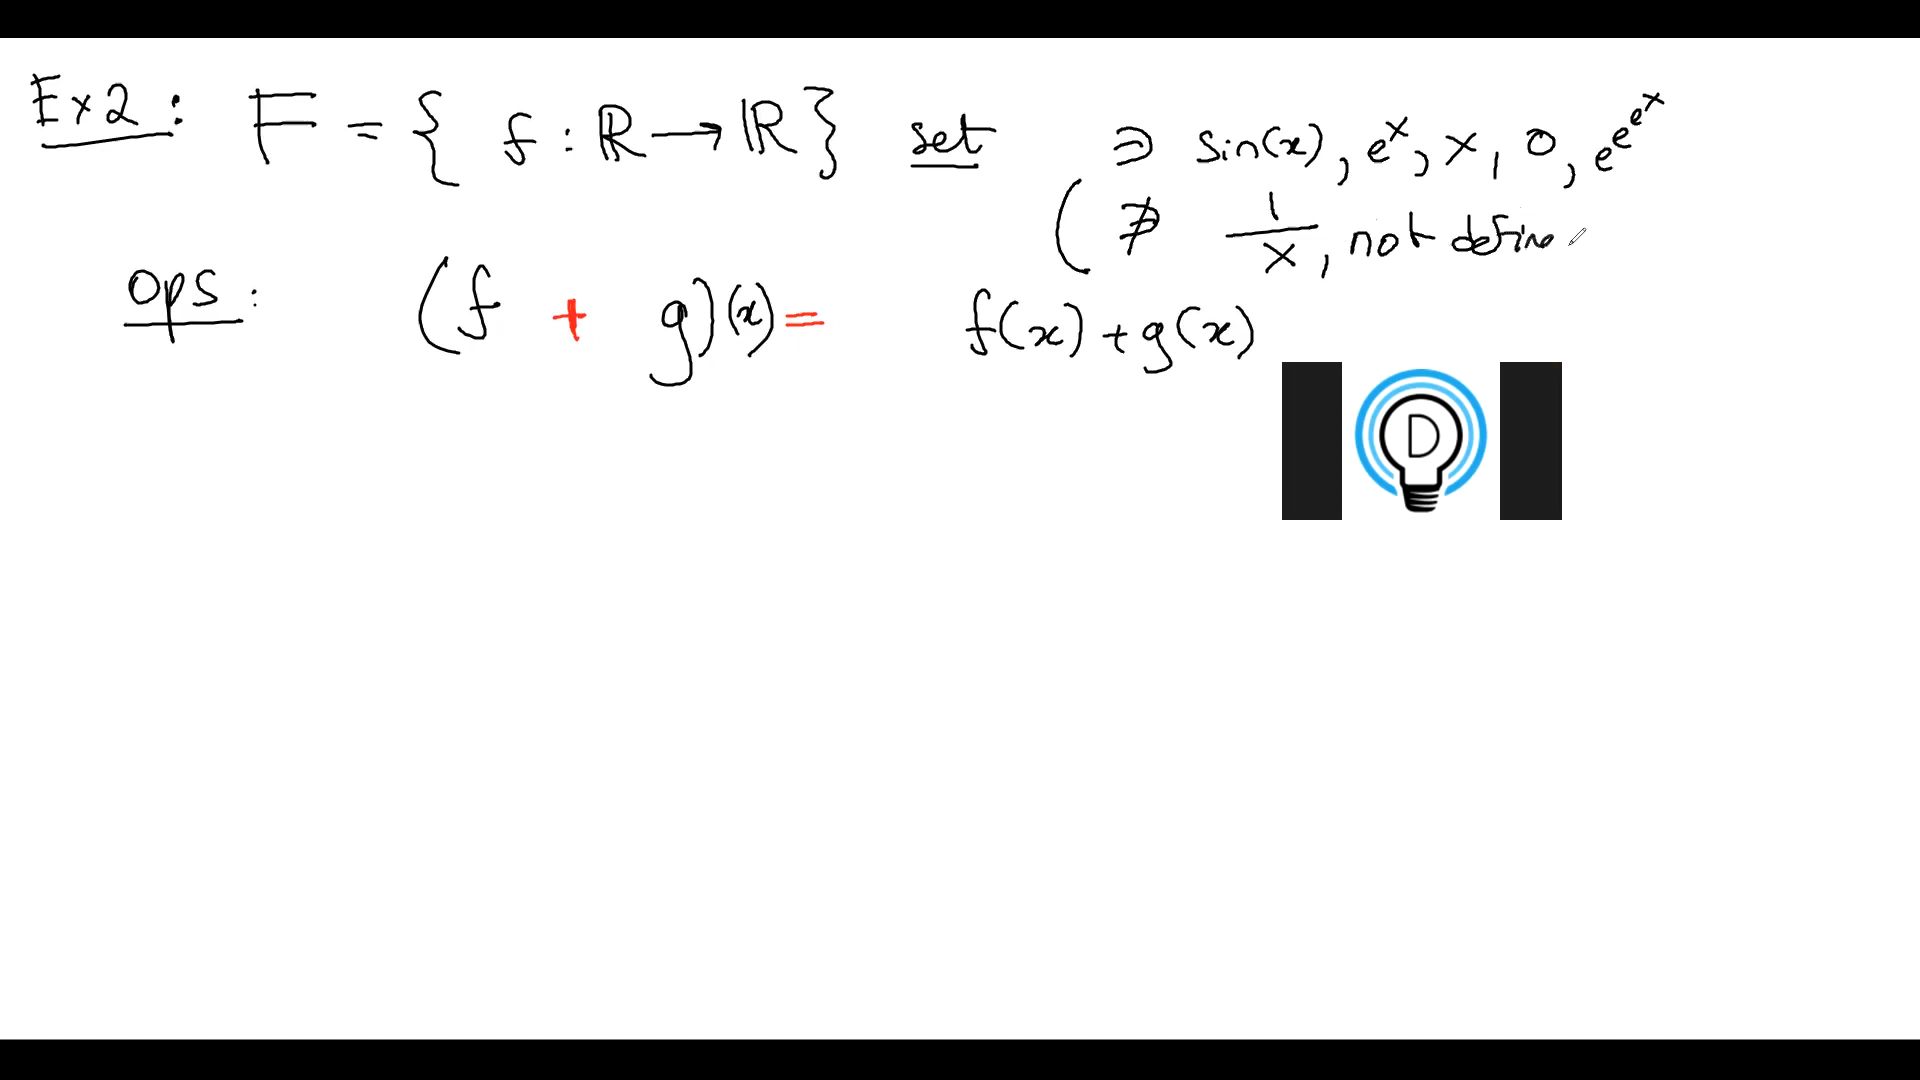 Ex2 : F = { f : ℝ → ℝ } set ∋ sin(x), e^x, x, 0, e^{e^{e^x}}
( ∌ 1/x, not define
Ops : (f + g)(x) = f(x) + g(x)
D